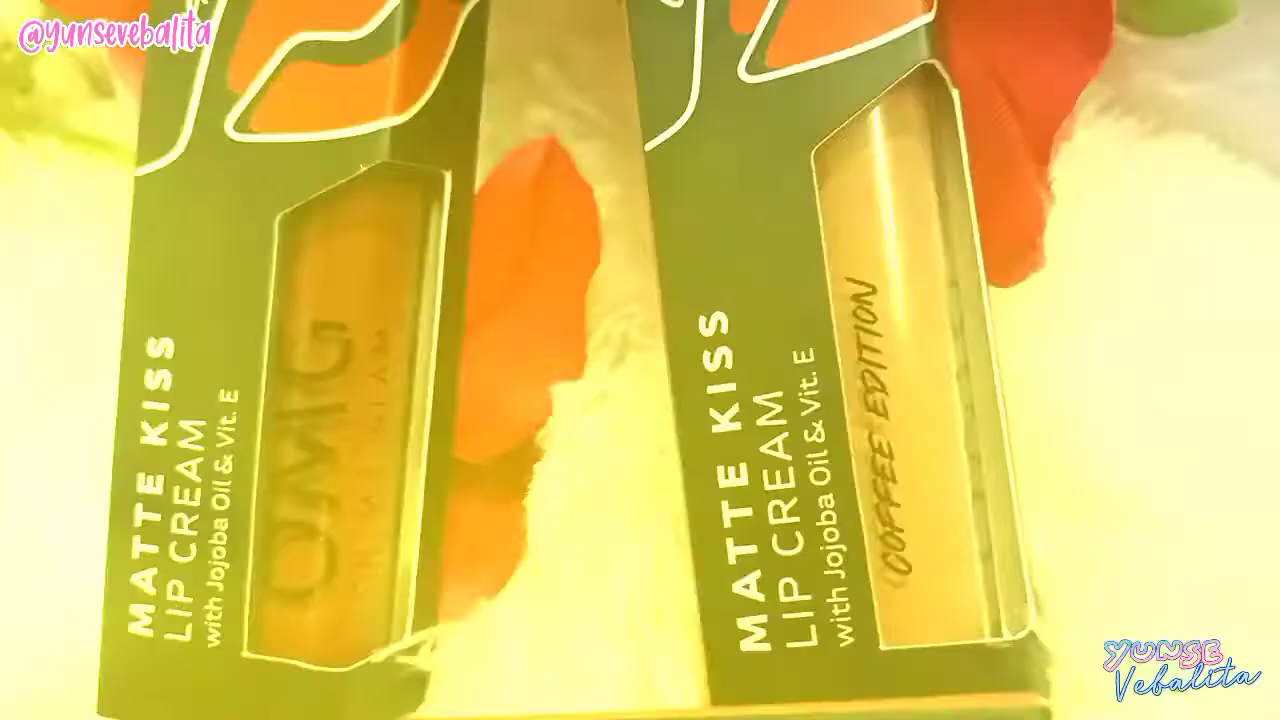 @yunsevebalita
MATTE KISS
LIP CREAM
with Jojoba Oil & Vit. E
OMG
MATTE KISS
LIP CREAM
with Jojoba Oil & Vit. E
COFFEE EDITION
YUNSE
Vebalita